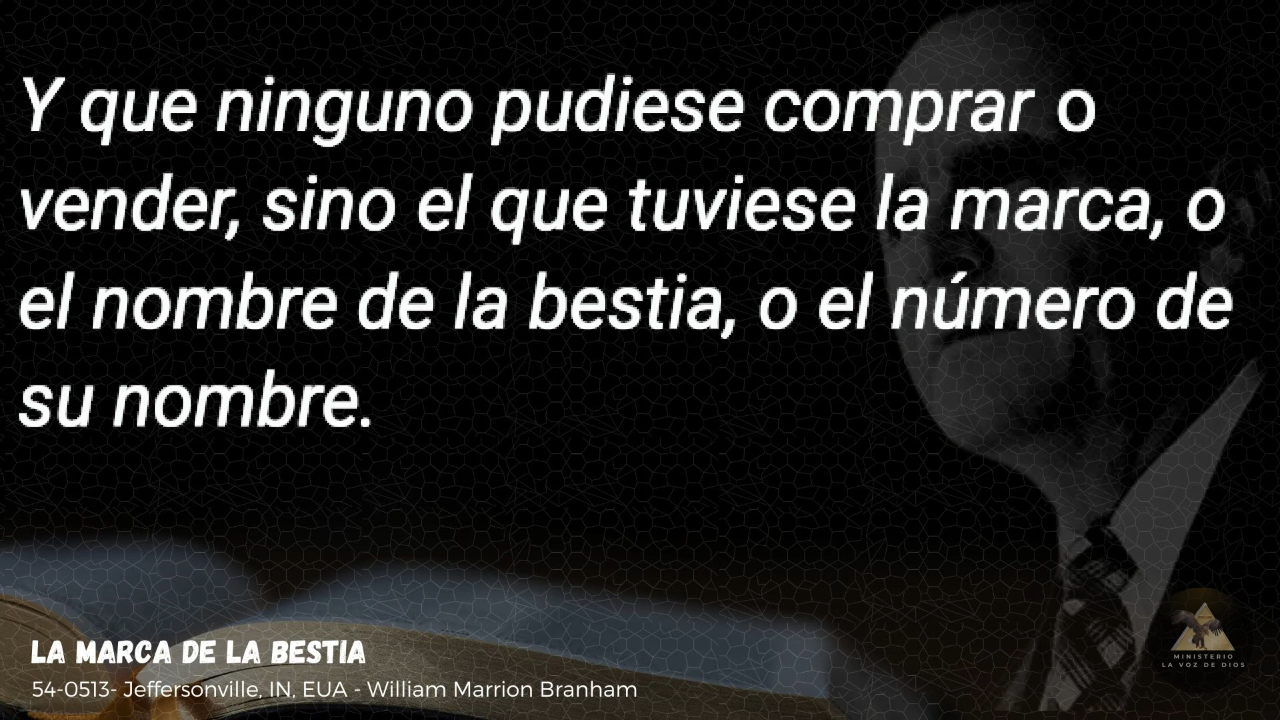 Y que ninguno pudiese comprar o
vender, sino el que tuviese la marca, o
el nombre de la bestia, o el número de
su nombre.
LA MARCA DE LA BESTIA
54-0513- Jeffersonville, IN, EUA - William Marrion Branham
MINISTERIO
LA VOZ DE DIOS